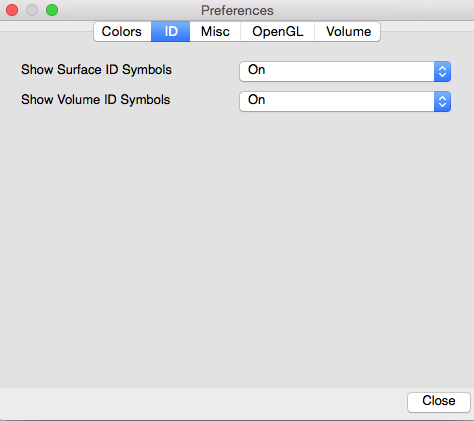 Preferences
Colors ID Misc OpenGL Volume
Show Surface ID Symbols On
Show Volume ID Symbols On
Close